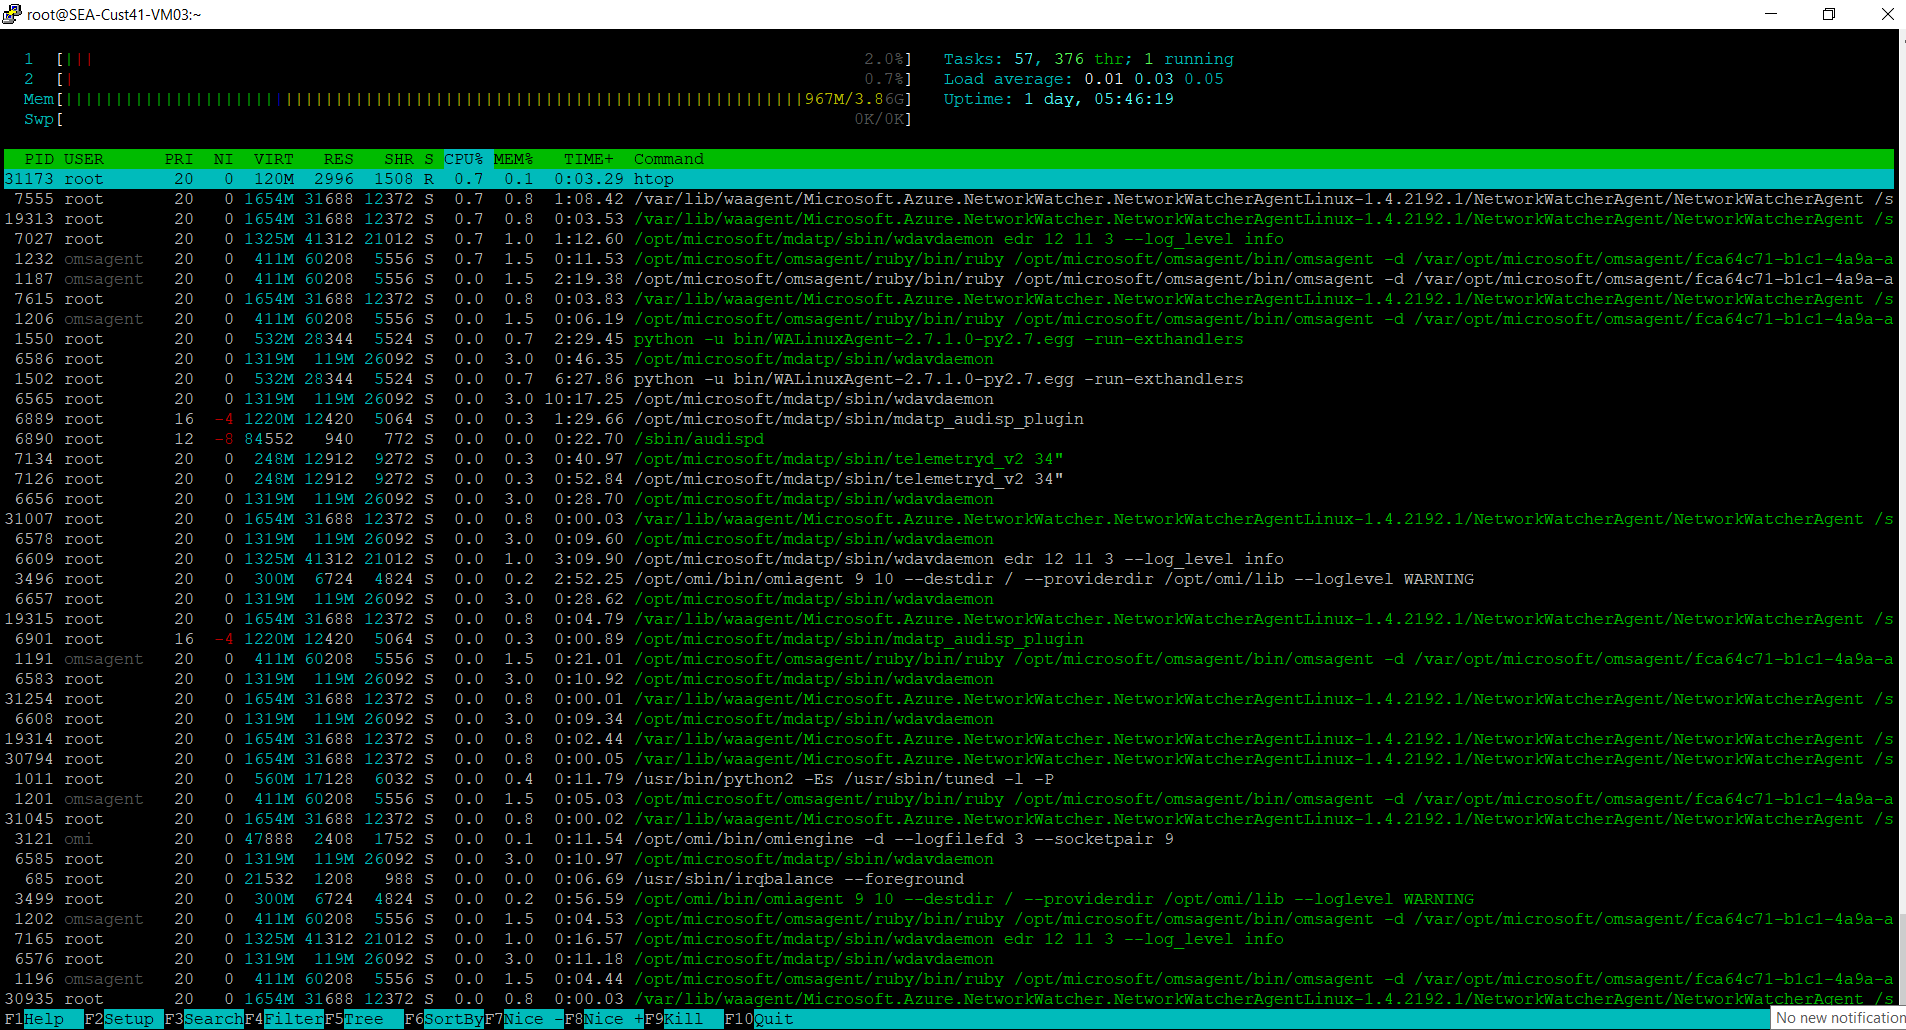 root@SEA-Cust41-VM03:~
1 [||| 2.0%] Tasks: 57, 376 thr; 1 running
2 [| 0.7%] Load average: 0.01 0.03 0.05
Mem[||||||||||||||||||||||||||||||||||||||||||||||||||||||||||||||||||||||||||967M/3.86G] Uptime: 1 day, 05:46:19
Swp[ 0K/0K]
PID USER PRI NI VIRT RES SHR S CPU% MEM% TIME+ Command
31173 root 20 0 120M 2996 1508 R 0.7 0.1 0:03.29 htop
7555 root 20 0 1654M 31688 12372 S 0.7 0.8 1:08.42 /var/lib/waagent/Microsoft.Azure.NetworkWatcher.NetworkWatcherAgentLinux-1.4.2192.1/NetworkWatcherAgent/NetworkWatcherAgent /s
19313 root 20 0 1654M 31688 12372 S 0.7 0.8 0:03.53 /var/lib/waagent/Microsoft.Azure.NetworkWatcher.NetworkWatcherAgentLinux-1.4.2192.1/NetworkWatcherAgent/NetworkWatcherAgent /s
7027 root 20 0 1325M 41312 21012 S 0.7 1.0 1:12.60 /opt/microsoft/mdatp/sbin/wdavdaemon edr 12 11 3 --log_level info
1232 omsagent 20 0 411M 60208 5556 S 0.7 1.5 0:11.53 /opt/microsoft/omsagent/ruby/bin/ruby /opt/microsoft/omsagent/bin/omsagent -d /var/opt/microsoft/omsagent/fca64c71-b1c1-4a9a-a
1187 omsagent 20 0 411M 60208 5556 S 0.0 1.5 2:19.38 /opt/microsoft/omsagent/ruby/bin/ruby /opt/microsoft/omsagent/bin/omsagent -d /var/opt/microsoft/omsagent/fca64c71-b1c1-4a9a-a
7615 root 20 0 1654M 31688 12372 S 0.0 0.8 0:03.83 /var/lib/waagent/Microsoft.Azure.NetworkWatcher.NetworkWatcherAgentLinux-1.4.2192.1/NetworkWatcherAgent/NetworkWatcherAgent /s
1206 omsagent 20 0 411M 60208 5556 S 0.0 1.5 0:06.19 /opt/microsoft/omsagent/ruby/bin/ruby /opt/microsoft/omsagent/bin/omsagent -d /var/opt/microsoft/omsagent/fca64c71-b1c1-4a9a-a
1550 root 20 0 532M 28344 5524 S 0.0 0.7 2:29.45 python -u bin/WALinuxAgent-2.7.1.0-py2.7.egg -run-exthandlers
6586 root 20 0 1319M 119M 26092 S 0.0 3.0 0:46.35 /opt/microsoft/mdatp/sbin/wdavdaemon
1502 root 20 0 532M 28344 5524 S 0.0 0.7 6:27.86 python -u bin/WALinuxAgent-2.7.1.0-py2.7.egg -run-exthandlers
6565 root 20 0 1319M 119M 26092 S 0.0 3.0 10:17.25 /opt/microsoft/mdatp/sbin/wdavdaemon
6889 root 16 -4 1220M 12420 5064 S 0.0 0.3 1:29.66 /opt/microsoft/mdatp/sbin/mdatp_audisp_plugin
6890 root 12 -8 84552 940 772 S 0.0 0.0 0:22.70 /sbin/audispd
7134 root 20 0 248M 12912 9272 S 0.0 0.3 0:40.97 /opt/microsoft/mdatp/sbin/telemetryd_v2 34"
7126 root 20 0 248M 12912 9272 S 0.0 0.3 0:52.84 /opt/microsoft/mdatp/sbin/telemetryd_v2 34"
6656 root 20 0 1319M 119M 26092 S 0.0 3.0 0:28.70 /opt/microsoft/mdatp/sbin/wdavdaemon
31007 root 20 0 1654M 31688 12372 S 0.0 0.8 0:00.03 /var/lib/waagent/Microsoft.Azure.NetworkWatcher.NetworkWatcherAgentLinux-1.4.2192.1/NetworkWatcherAgent/NetworkWatcherAgent /s
6578 root 20 0 1319M 119M 26092 S 0.0 3.0 0:09.60 /opt/microsoft/mdatp/sbin/wdavdaemon
6609 root 20 0 1325M 41312 21012 S 0.0 1.0 3:09.90 /opt/microsoft/mdatp/sbin/wdavdaemon edr 12 11 3 --log_level info
3496 root 20 0 300M 6724 4824 S 0.0 0.2 2:52.25 /opt/omi/bin/omiagent 9 10 --destdir / --providerdir /opt/omi/lib --loglevel WARNING
6657 root 20 0 1319M 119M 26092 S 0.0 3.0 0:28.62 /opt/microsoft/mdatp/sbin/wdavdaemon
19315 root 20 0 1654M 31688 12372 S 0.0 0.8 0:04.79 /var/lib/waagent/Microsoft.Azure.NetworkWatcher.NetworkWatcherAgentLinux-1.4.2192.1/NetworkWatcherAgent/NetworkWatcherAgent /s
6901 root 16 -4 1220M 12420 5064 S 0.0 0.3 0:00.89 /opt/microsoft/mdatp/sbin/mdatp_audisp_plugin
1191 omsagent 20 0 411M 60208 5556 S 0.0 1.5 0:21.01 /opt/microsoft/omsagent/ruby/bin/ruby /opt/microsoft/omsagent/bin/omsagent -d /var/opt/microsoft/omsagent/fca64c71-b1c1-4a9a-a
6583 root 20 0 1319M 119M 26092 S 0.0 3.0 0:10.92 /opt/microsoft/mdatp/sbin/wdavdaemon
31254 root 20 0 1654M 31688 12372 S 0.0 0.8 0:00.01 /var/lib/waagent/Microsoft.Azure.NetworkWatcher.NetworkWatcherAgentLinux-1.4.2192.1/NetworkWatcherAgent/NetworkWatcherAgent /s
6608 root 20 0 1319M 119M 26092 S 0.0 3.0 0:09.34 /opt/microsoft/mdatp/sbin/wdavdaemon
19314 root 20 0 1654M 31688 12372 S 0.0 0.8 0:02.44 /var/lib/waagent/Microsoft.Azure.NetworkWatcher.NetworkWatcherAgentLinux-1.4.2192.1/NetworkWatcherAgent/NetworkWatcherAgent /s
30794 root 20 0 1654M 31688 12372 S 0.0 0.8 0:00.05 /var/lib/waagent/Microsoft.Azure.NetworkWatcher.NetworkWatcherAgentLinux-1.4.2192.1/NetworkWatcherAgent/NetworkWatcherAgent /s
1011 root 20 0 560M 17128 6032 S 0.0 0.4 0:11.79 /usr/bin/python2 -Es /usr/sbin/tuned -l -P
1201 omsagent 20 0 411M 60208 5556 S 0.0 1.5 0:05.03 /opt/microsoft/omsagent/ruby/bin/ruby /opt/microsoft/omsagent/bin/omsagent -d /var/opt/microsoft/omsagent/fca64c71-b1c1-4a9a-a
31045 root 20 0 1654M 31688 12372 S 0.0 0.8 0:00.02 /var/lib/waagent/Microsoft.Azure.NetworkWatcher.NetworkWatcherAgentLinux-1.4.2192.1/NetworkWatcherAgent/NetworkWatcherAgent /s
3121 omi 20 0 47888 2408 1752 S 0.0 0.1 0:11.54 /opt/omi/bin/omiengine -d --logfilefd 3 --socketpair 9
6585 root 20 0 1319M 119M 26092 S 0.0 3.0 0:10.97 /opt/microsoft/mdatp/sbin/wdavdaemon
685 root 20 0 21532 1208 988 S 0.0 0.0 0:06.69 /usr/sbin/irqbalance --foreground
3499 root 20 0 300M 6724 4824 S 0.0 0.2 0:56.59 /opt/omi/bin/omiagent 9 10 --destdir / --providerdir /opt/omi/lib --loglevel WARNING
1202 omsagent 20 0 411M 60208 5556 S 0.0 1.5 0:04.53 /opt/microsoft/omsagent/ruby/bin/ruby /opt/microsoft/omsagent/bin/omsagent -d /var/opt/microsoft/omsagent/fca64c71-b1c1-4a9a-a
7165 root 20 0 1325M 41312 21012 S 0.0 1.0 0:16.57 /opt/microsoft/mdatp/sbin/wdavdaemon edr 12 11 3 --log_level info
6576 root 20 0 1319M 119M 26092 S 0.0 3.0 0:11.18 /opt/microsoft/mdatp/sbin/wdavdaemon
1196 omsagent 20 0 411M 60208 5556 S 0.0 1.5 0:04.44 /opt/microsoft/omsagent/ruby/bin/ruby /opt/microsoft/omsagent/bin/omsagent -d /var/opt/microsoft/omsagent/fca64c71-b1c1-4a9a-a
30935 root 20 0 1654M 31688 12372 S 0.0 0.8 0:00.03 /var/lib/waagent/Microsoft.Azure.NetworkWatcher.NetworkWatcherAgentLinux-1.4.2192.1/NetworkWatcherAgent/NetworkWatcherAgent /s
F1Help F2Setup F3SearchF4FilterF5Tree F6SortByF7Nice -F8Nice +F9Kill F10Quit
No new notification